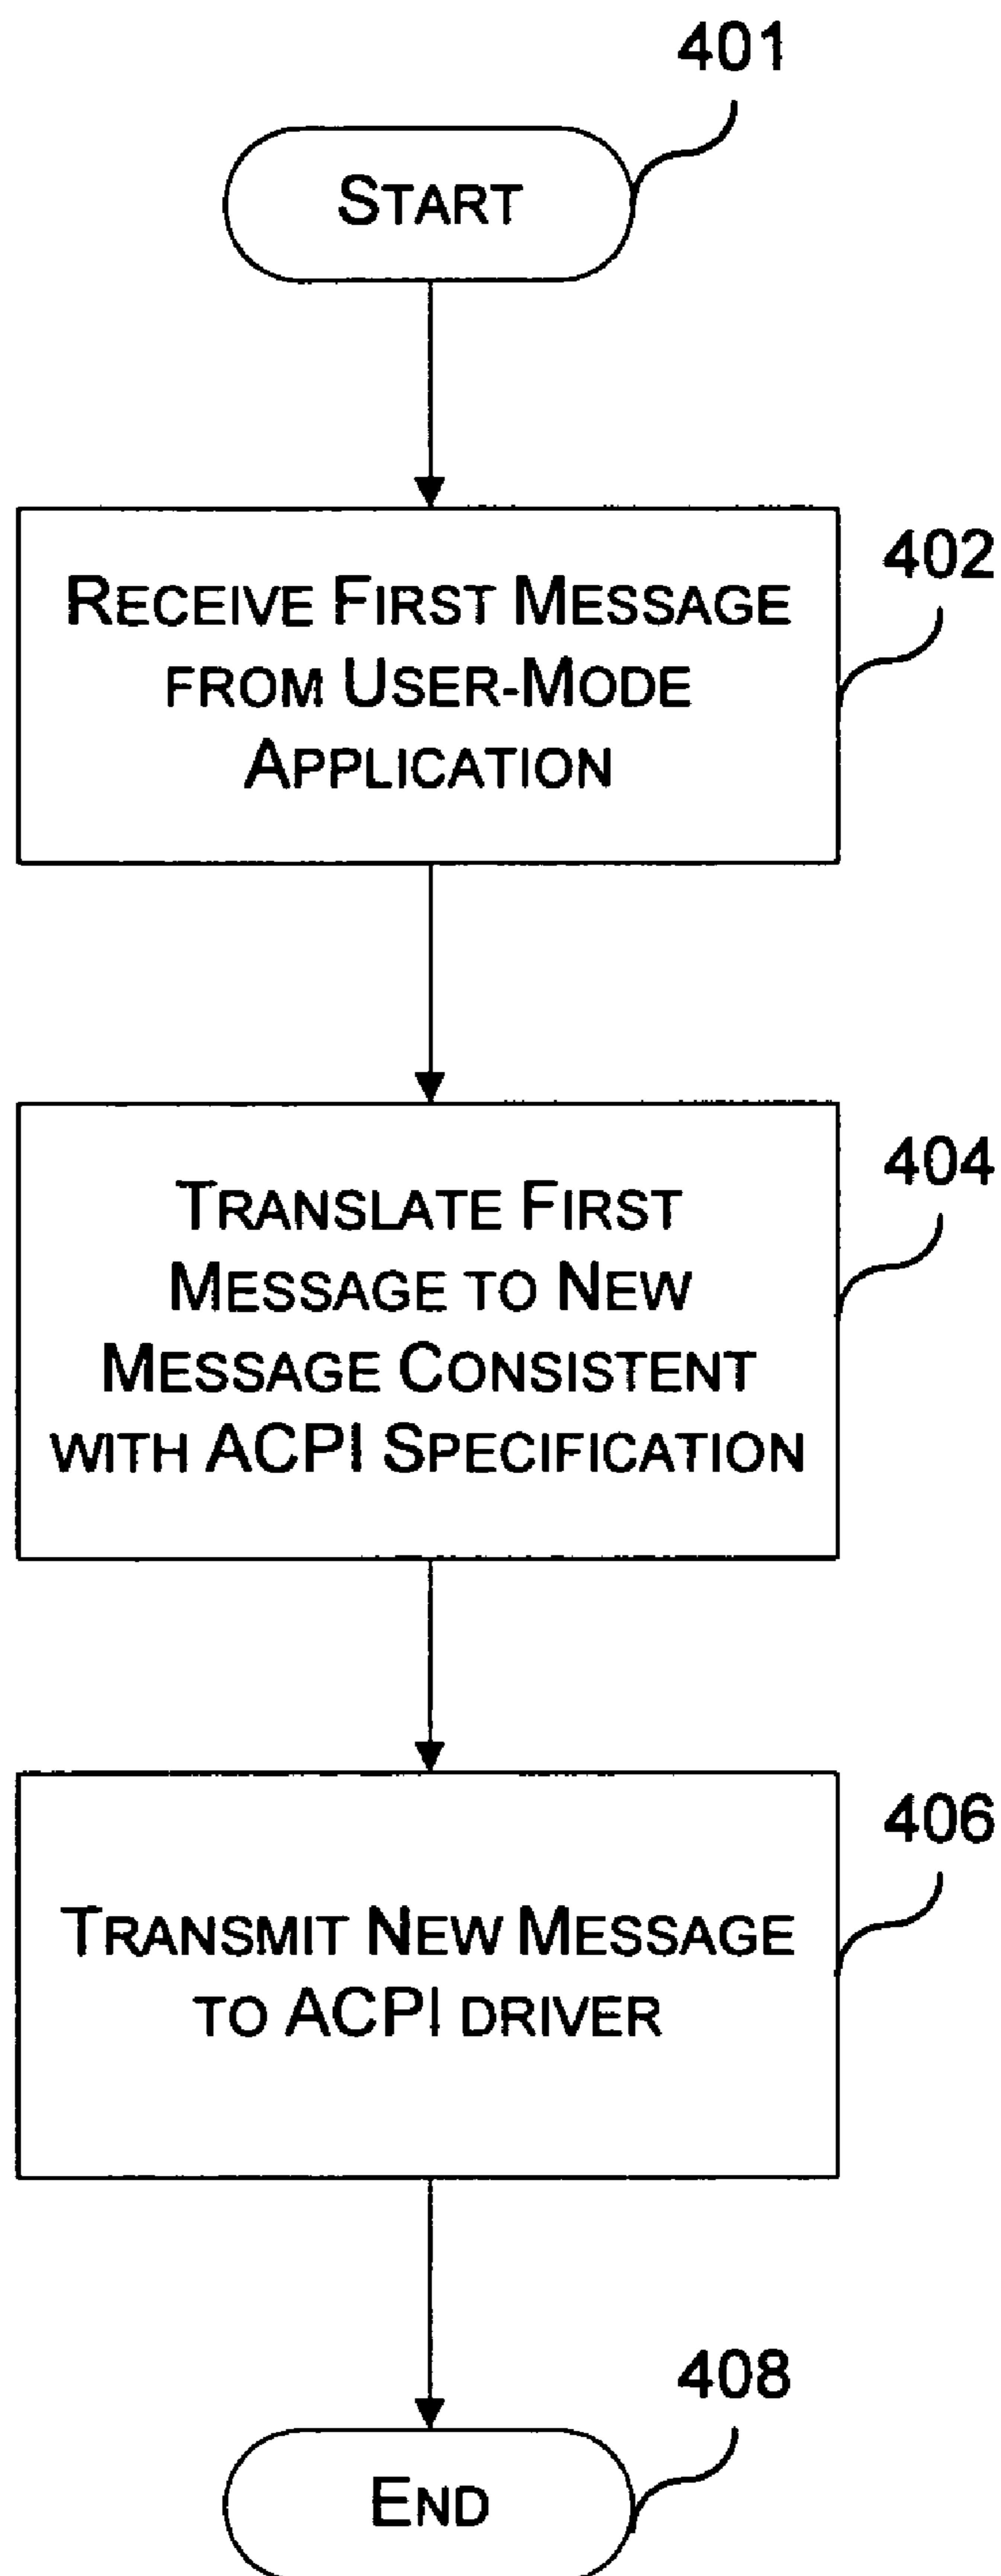 401
START
402
RECEIVE FIRST MESSAGE
FROM USER-MODE
APPLICATION
404
TRANSLATE FIRST
MESSAGE TO NEW
MESSAGE CONSISTENT
WITH ACPI SPECIFICATION
406
TRANSMIT NEW MESSAGE
TO ACPI DRIVER
408
END